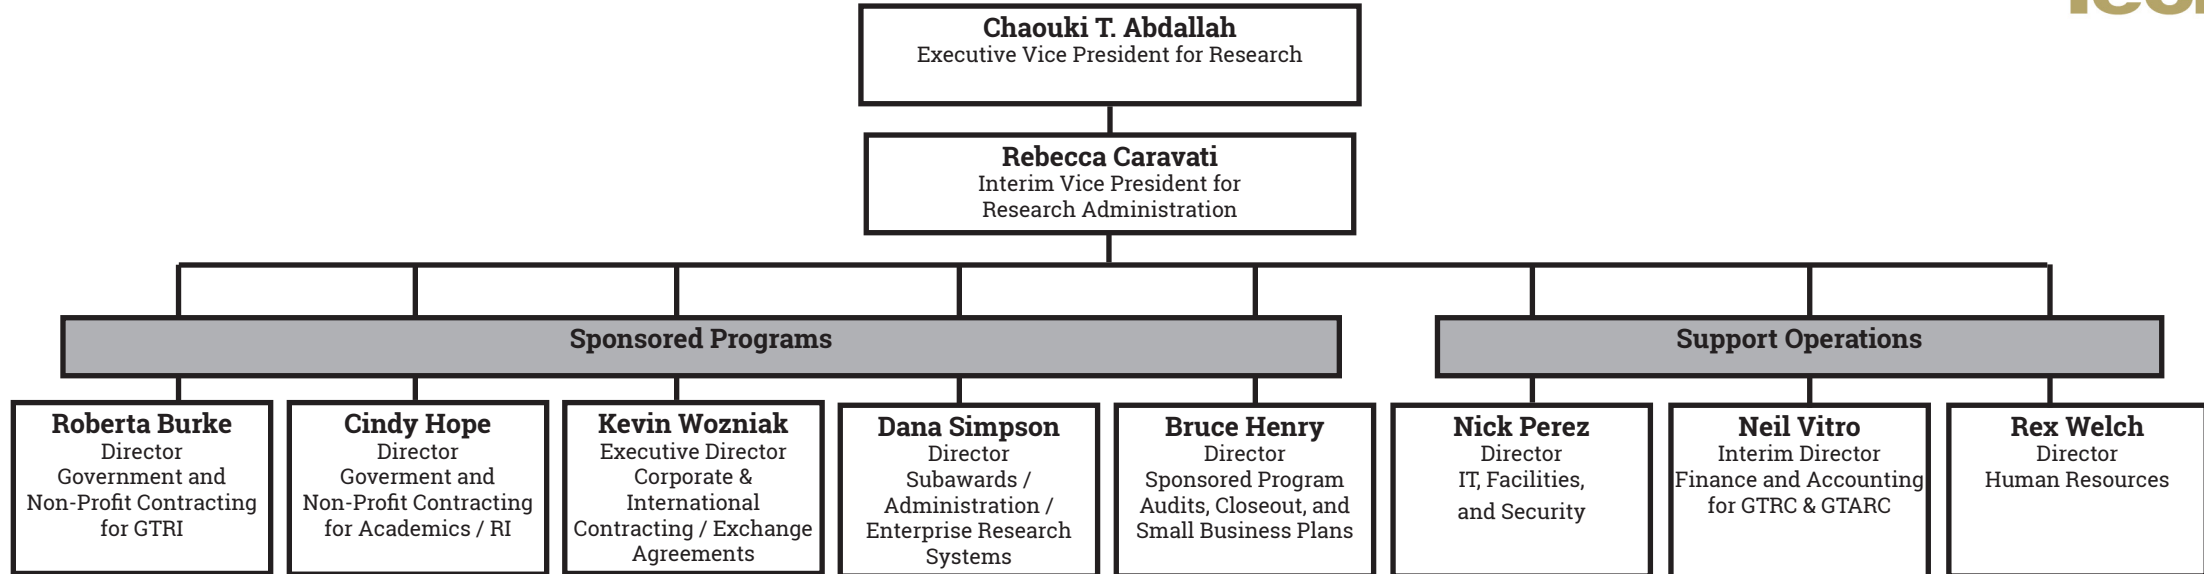 Chaouki T. Abdallah
Executive Vice President for Research
Rebecca Caravati
Interim Vice President for
Research Administration
Sponsored Programs
Support Operations
Roberta Burke
Director
Government and
Non-Profit Contracting
for GTRI
Cindy Hope
Director
Goverment and
Non-Profit Contracting
for Academics / RI
Kevin Wozniak
Executive Director
Corporate &
International
Contracting / Exchange
Agreements
Dana Simpson
Director
Subawards /
Administration /
Enterprise Research
Systems
Bruce Henry
Director
Sponsored Program
Audits, Closeout, and
Small Business Plans
Nick Perez
Director
IT, Facilities,
and Security
Neil Vitro
Interim Director
Finance and Accounting
for GTRC & GTARC
Rex Welch
Director
Human Resources